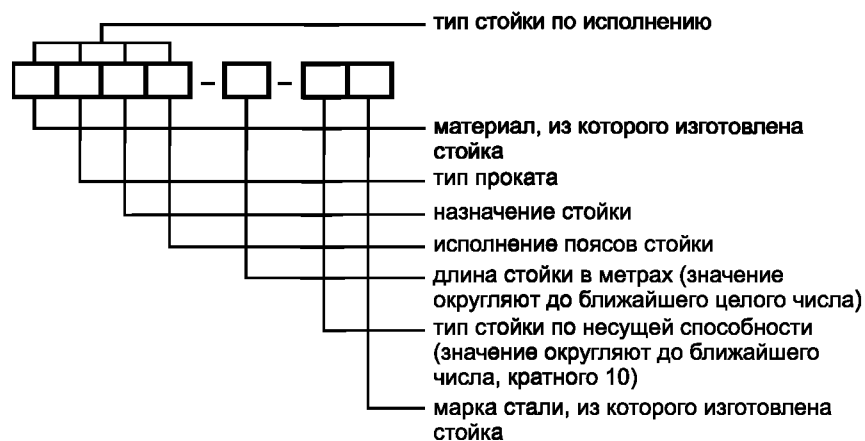 тип стойки по исполнению
– –
материал, из которого изготовлена
стойка
тип проката
назначение стойки
исполнение поясов стойки
длина стойки в метрах (значение
округляют до ближайшего целого числа)
тип стойки по несущей способности
(значение округляют до ближайшего
числа, кратного 10)
марка стали, из которого изготовлена
стойка